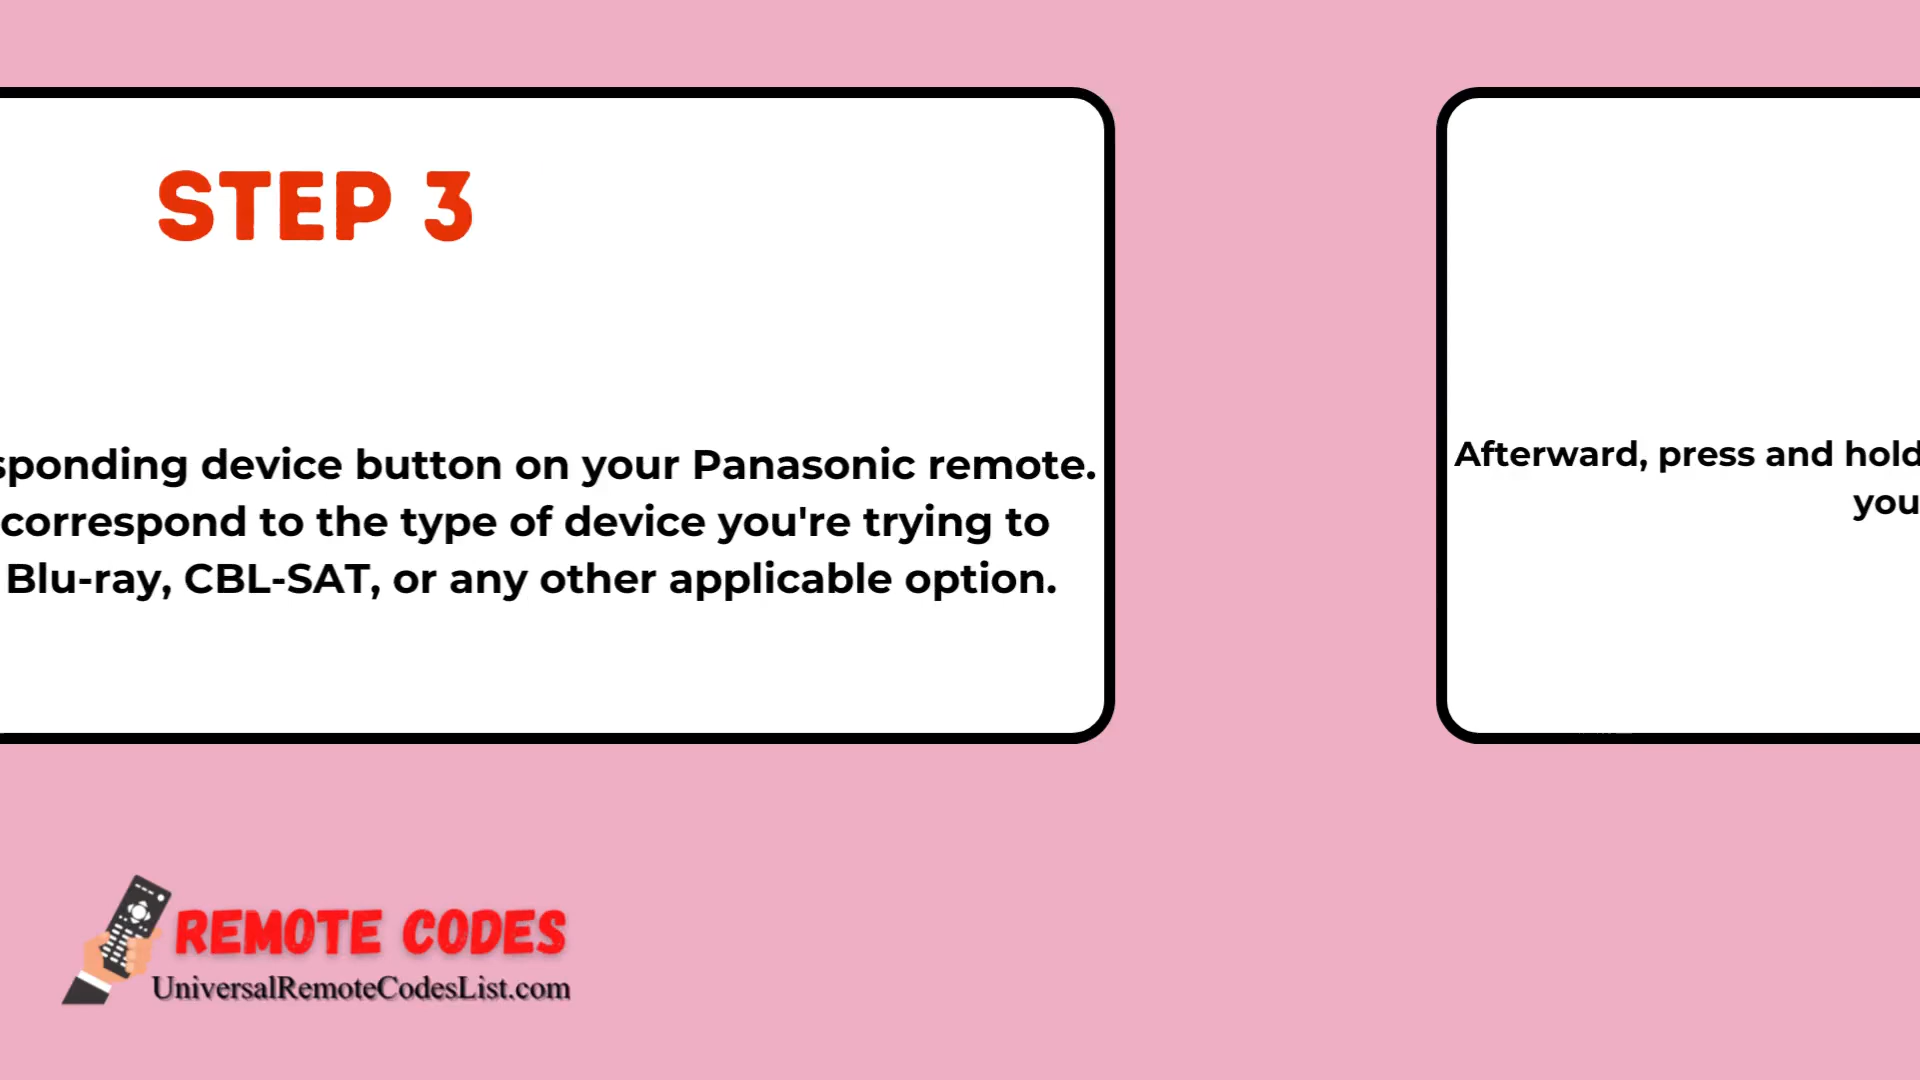 STEP 3
sponding device button on your Panasonic remote.
correspond to the type of device you're trying to
Blu-ray, CBL-SAT, or any other applicable option.
Afterward, press and hold
you
REMOTE CODES
UniversalRemoteCodesList.com